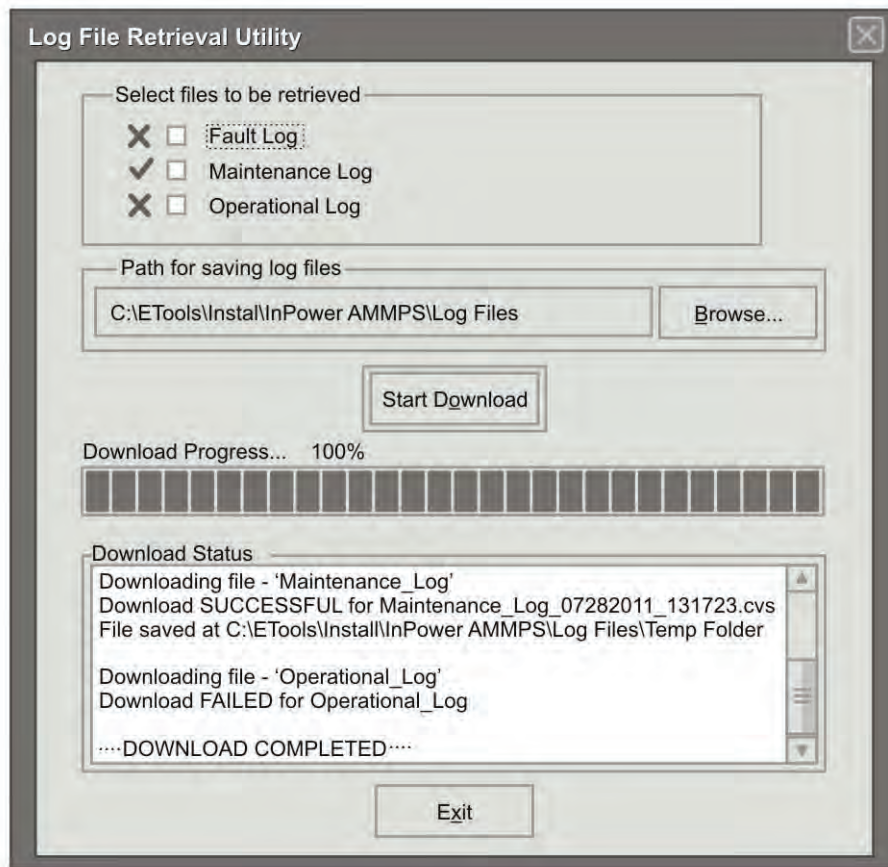 Log File Retrieval Utility
Select files to be retrieved
Fault Log
Maintenance Log
Operational Log
Path for saving log files
C:\ETools\Instal\InPower AMMPS\Log Files
Browse...
Start Download
Download Progress... 100%
Download Status
Downloading file - ‘Maintenance_Log’
Download SUCCESSFUL for Maintenance_Log_07282011_131723.cvs
File saved at C:\ETools\Install\InPower AMMPS\Log Files\Temp Folder
Downloading file - ‘Operational_Log’
Download FAILED for Operational_Log
····DOWNLOAD COMPLETED····
Exit